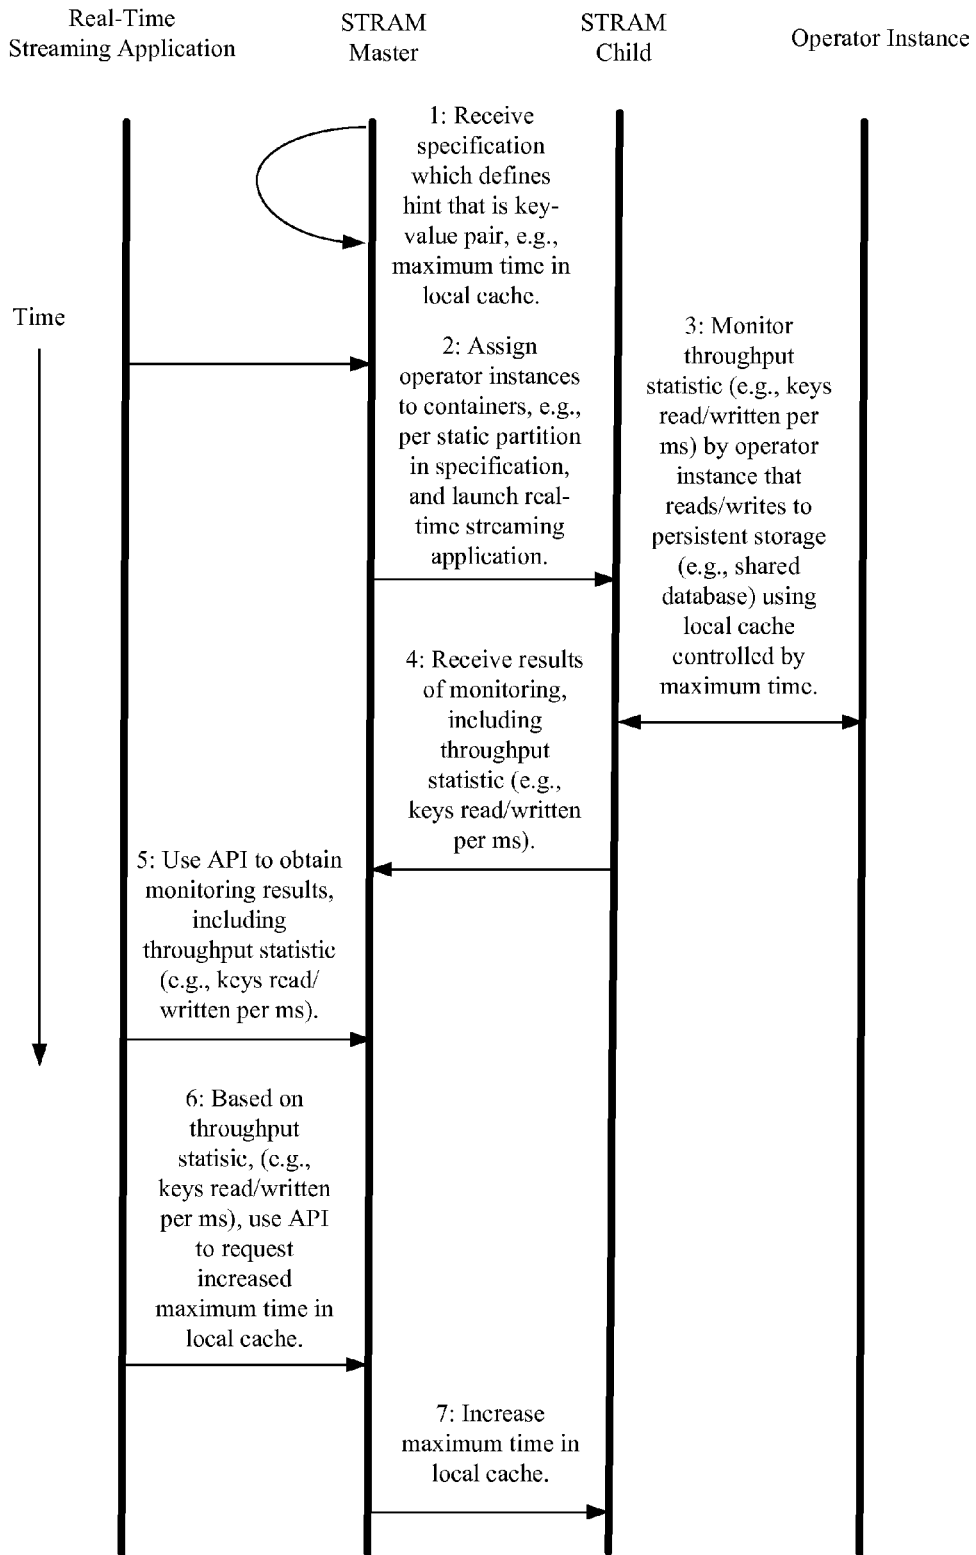 Real-Time
Streaming Application
STRAM
Master
STRAM
Child
Operator Instance
1: Receive
specification
which defines
hint that is key-
value pair, e.g.,
maximum time in
local cache.
Time
2: Assign
operator instances
to containers, e.g.,
per static partition
in specification,
and launch real-
time streaming
application.
3: Monitor
throughput
statistic (e.g., keys
read/written per
ms) by operator
instance that
reads/writes to
persistent storage
(e.g., shared
database) using
local cache
controlled by
maximum time.
4: Receive results
of monitoring,
including
throughput
statistic (e.g.,
keys read/written
per ms).
5: Use API to obtain
monitoring results,
including
throughput statistic
(e.g., keys read/
written per ms).
6: Based on
throughput
statisic, (e.g.,
keys read/written
per ms), use API
to request
increased
maximum time in
local cache.
7: Increase
maximum time in
local cache.